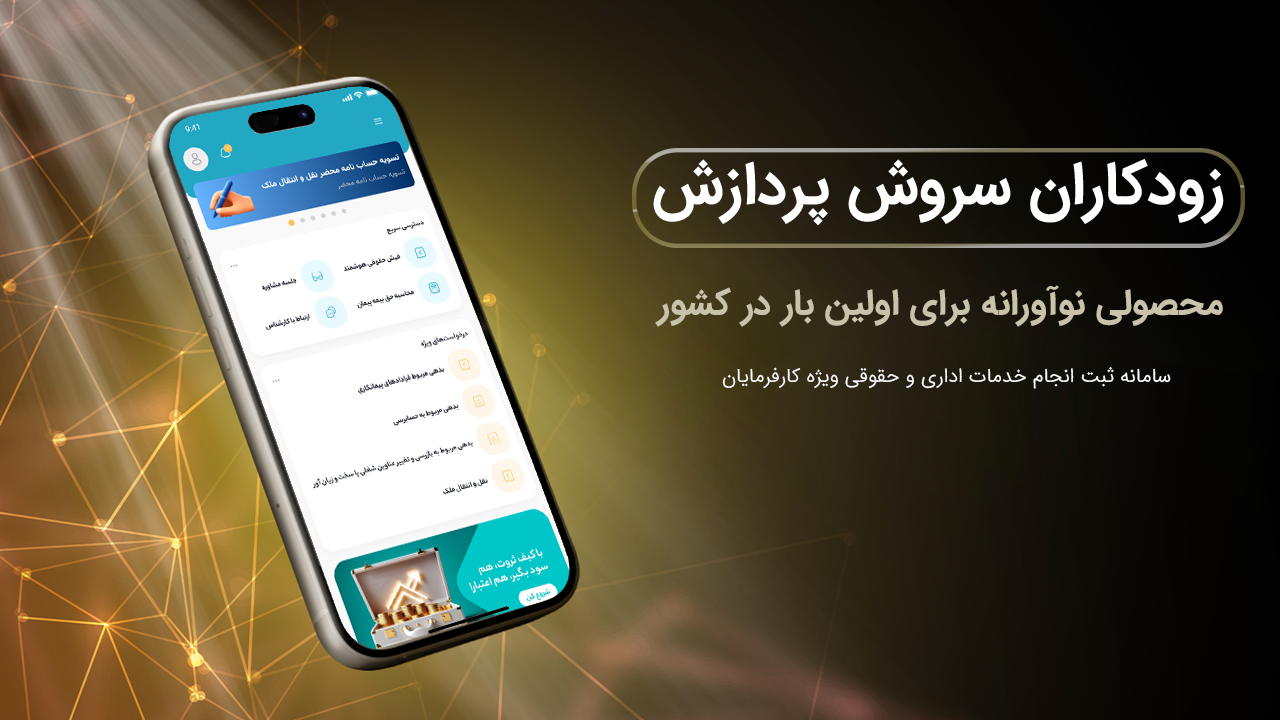 زودکاران سروش پردازش
محصولی نوآورانه برای اولین بار در کشور
سامانه ثبت انجام خدمات اداری و حقوقی ویژه کارفرمایان
9:41
تسویه حساب نامه محضر نقل و انتقال ملک
تسویه حساب نامه محضر
دسترسی سریع
فیش حقوقی هوشمند
جلسه مشاوره
محاسبه حق بیمه پیمان
ارتباط با کارشناس
درخواست‌های ویژه
بدهی مربوط قراردادهای پیمانکاری
بدهی مربوط به حسابرسی
بدهی مربوط به بازرسی و تغییر عناوین شغلی یا سخت و زیان آور
نقل و انتقال ملک
با کیف ثروت، هم
سود بگیر، هم اعتبار!
شروع کن